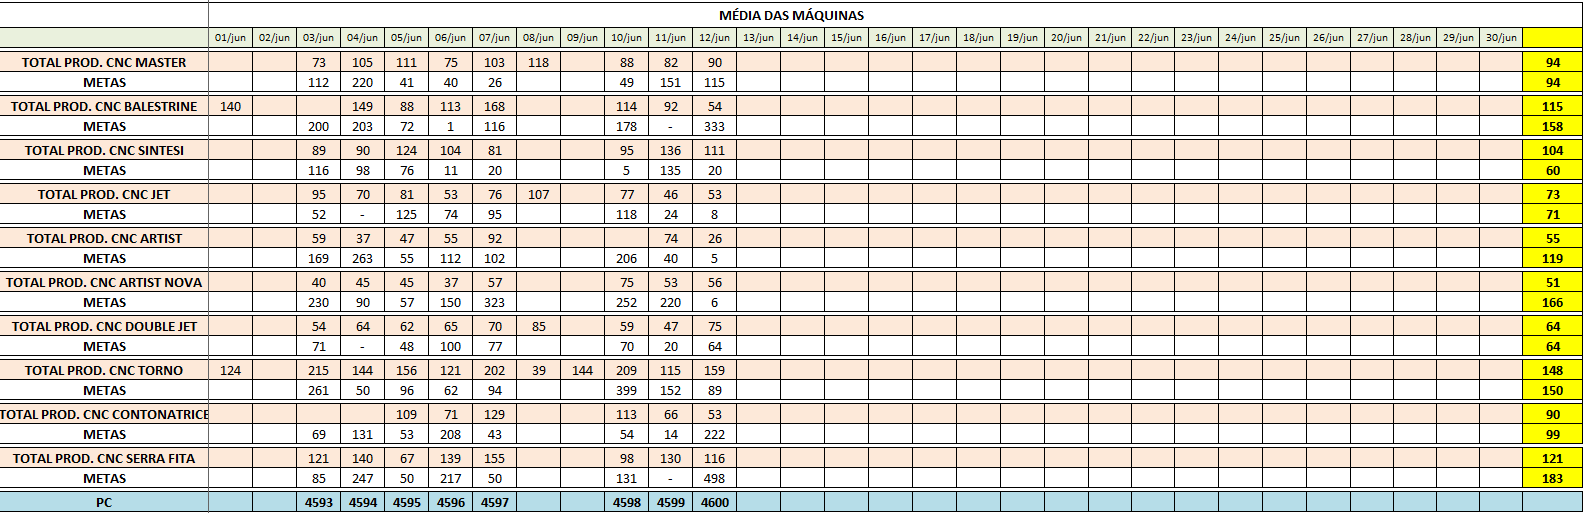 MÉDIA DAS MÁQUINAS
01/jun 02/jun 03/jun 04/jun 05/jun 06/jun 07/jun 08/jun 09/jun 10/jun 11/jun 12/jun 13/jun 14/jun 15/jun 16/jun 17/jun 18/jun 19/jun 20/jun 21/jun 22/jun 23/jun 24/jun 25/jun 26/jun 27/jun 28/jun 29/jun 30/jun
TOTAL PROD. CNC MASTER 73 105 111 75 103 118 88 82 90 94
METAS 112 220 41 40 26 49 151 115 94
TOTAL PROD. CNC BALESTRINE 140 149 88 113 168 114 92 54 115
METAS 200 203 72 1 116 178 - 333 158
TOTAL PROD. CNC SINTESI 89 90 124 104 81 95 136 111 104
METAS 116 98 76 11 20 5 135 20 60
TOTAL PROD. CNC JET 95 70 81 53 76 107 77 46 53 73
METAS 52 - 125 74 95 118 24 8 71
TOTAL PROD. CNC ARTIST 59 37 47 55 92 74 26 55
METAS 169 263 55 112 102 206 40 5 119
TOTAL PROD. CNC ARTIST NOVA 40 45 45 37 57 75 53 56 51
METAS 230 90 57 150 323 252 220 6 166
TOTAL PROD. CNC DOUBLE JET 54 64 62 65 70 85 59 47 75 64
METAS 71 - 48 100 77 70 20 64 64
TOTAL PROD. CNC TORNO 124 215 144 156 121 202 39 144 209 115 159 148
METAS 261 50 96 62 94 399 152 89 150
TOTAL PROD. CNC CONTONATRICE 109 71 129 113 66 53 90
METAS 69 131 53 208 43 54 14 222 99
TOTAL PROD. CNC SERRA FITA 121 140 67 139 155 98 130 116 121
METAS 85 247 50 217 50 131 - 498 183
PC 4593 4594 4595 4596 4597 4598 4599 4600